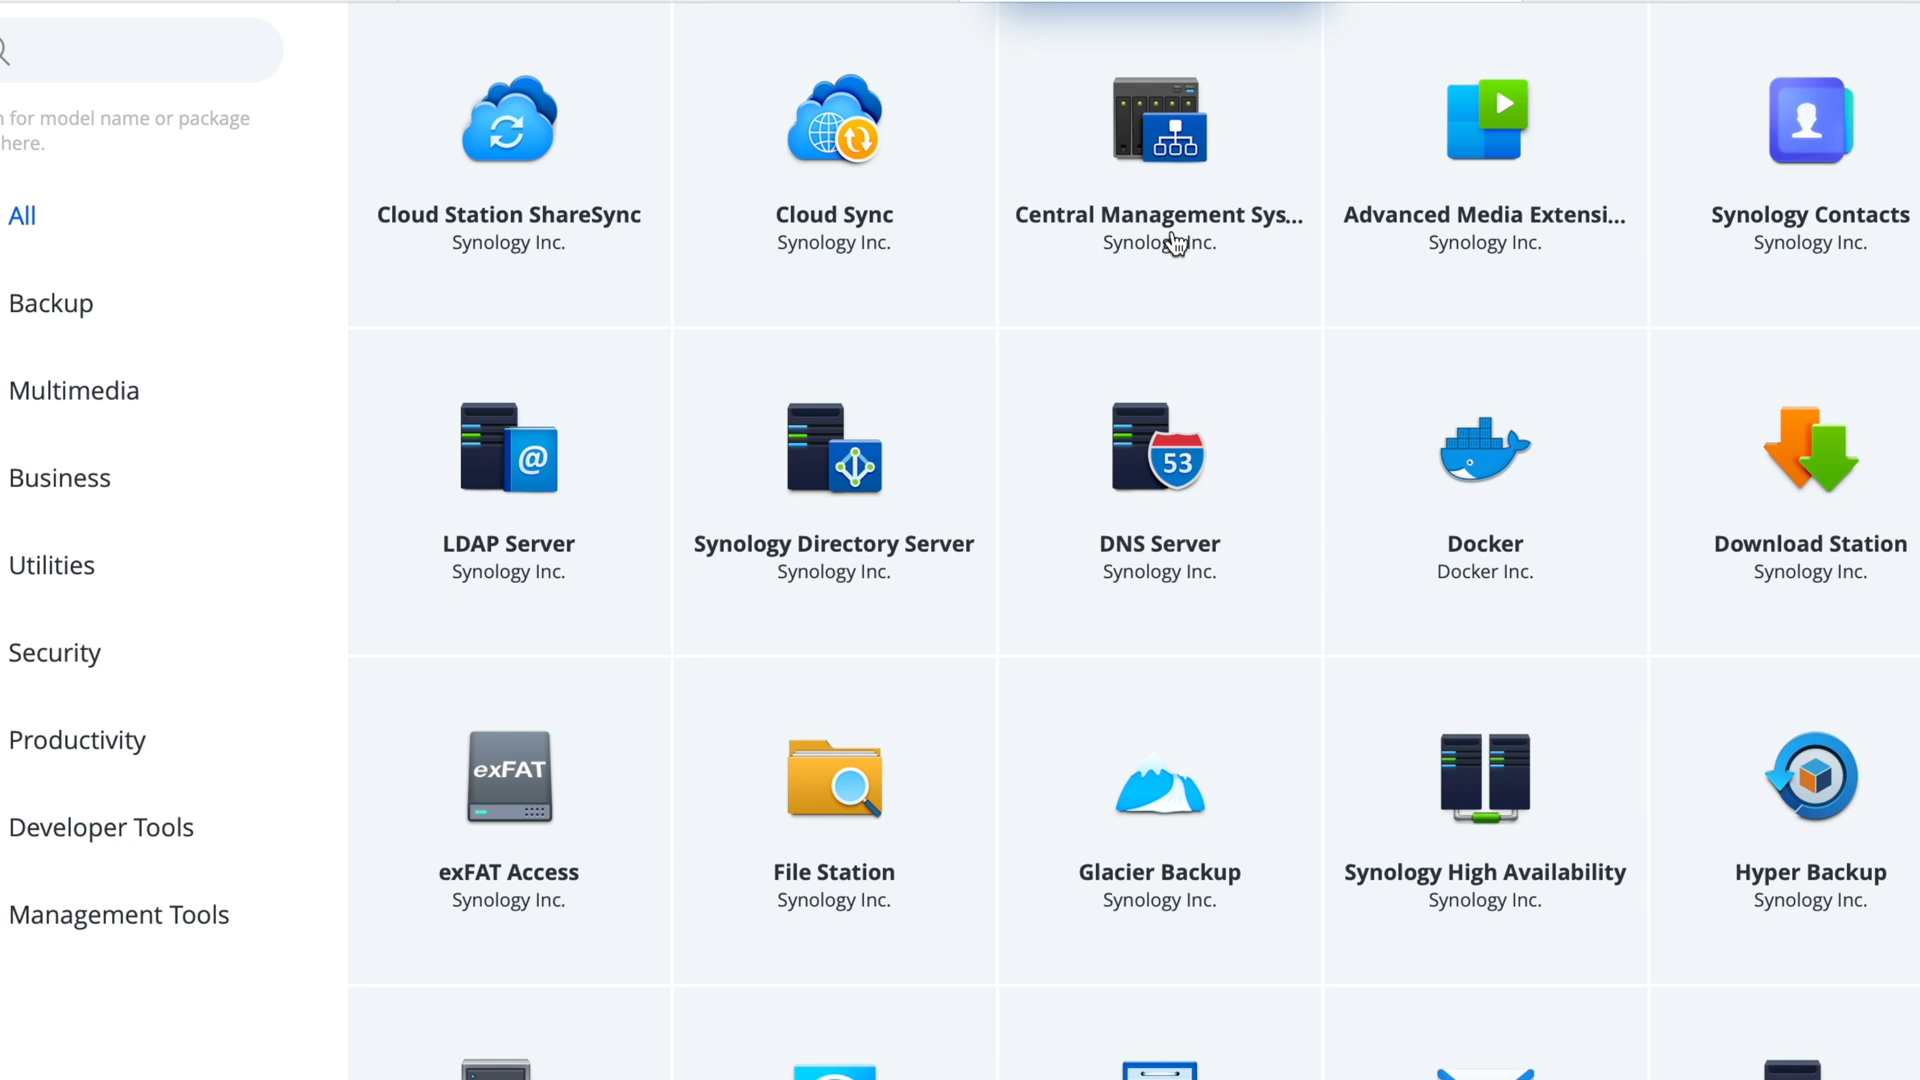 for model name or package
here.
All
Backup
Multimedia
Business
Utilities
Security
Productivity
Developer Tools
Management Tools
Cloud Station ShareSync
Synology Inc.
Cloud Sync
Synology Inc.
Central Management Sys...
Inc.
Advanced Media Extensi...
Synology Inc.
Synology Contacts
Synology Inc.
@
LDAP Server
Synology Inc.
Synology Directory Server
Synology Inc.
53
DNS Server
Synology Inc.
Docker
Docker Inc.
Download Station
Synology Inc.
exFAT
exFAT Access
Synology Inc.
File Station
Synology Inc.
Glacier Backup
Synology Inc.
Synology High Availability
Synology Inc.
Hyper Backup
Synology Inc.